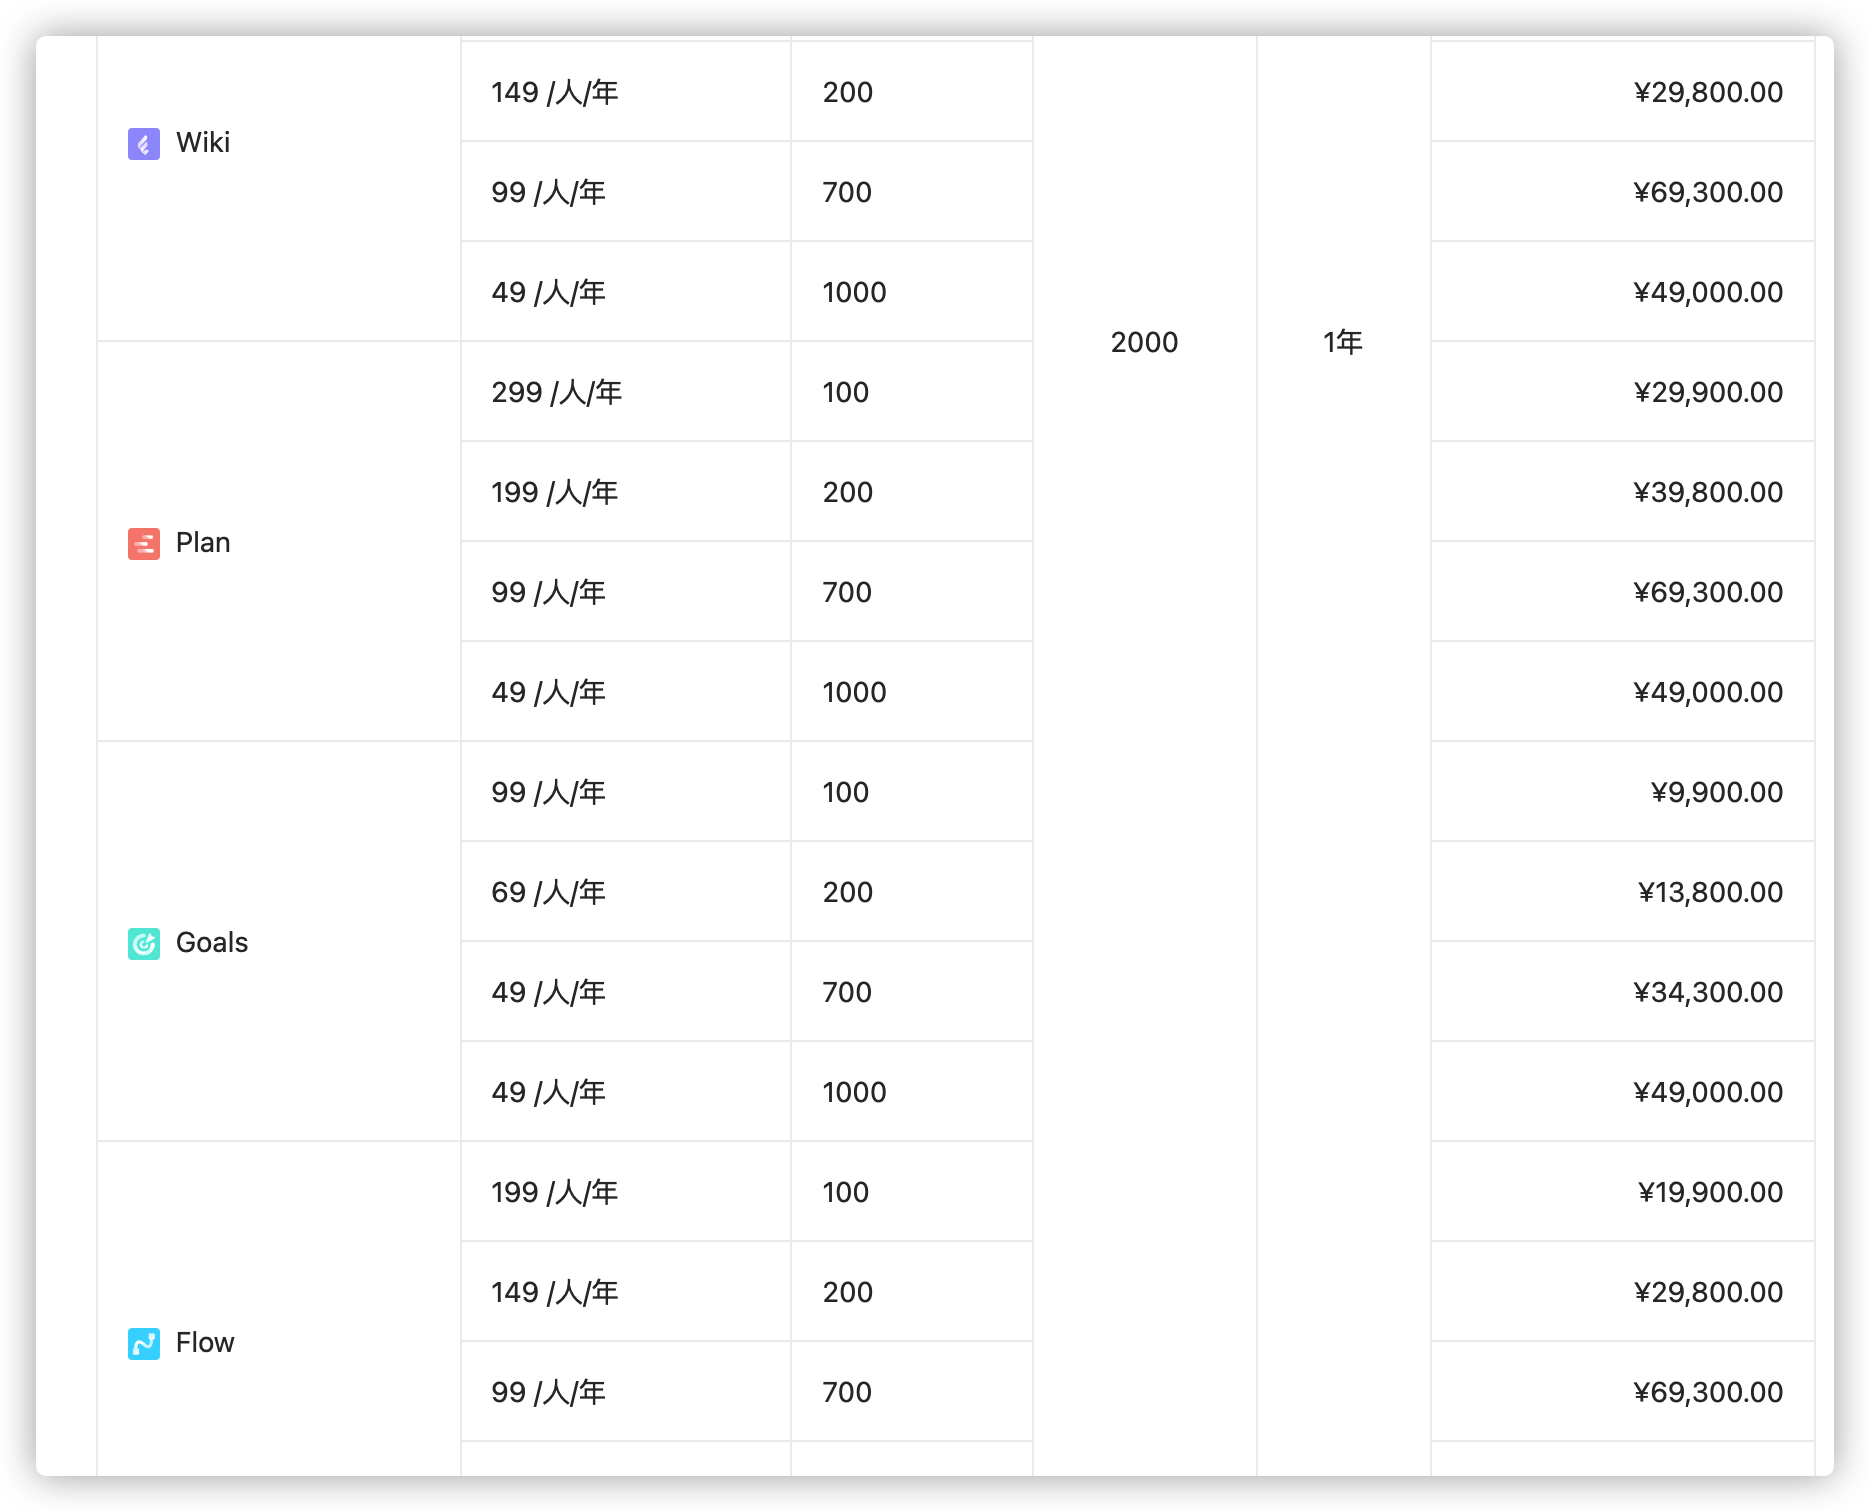 149 /人/年 200 ¥29,800.00
Wiki
99 /人/年 700 ¥69,300.00
49 /人/年 1000 ¥49,000.00
2000 1年
299 /人/年 100 ¥29,900.00
199 /人/年 200 ¥39,800.00
Plan
99 /人/年 700 ¥69,300.00
49 /人/年 1000 ¥49,000.00
99 /人/年 100 ¥9,900.00
69 /人/年 200 ¥13,800.00
Goals
49 /人/年 700 ¥34,300.00
49 /人/年 1000 ¥49,000.00
199 /人/年 100 ¥19,900.00
149 /人/年 200 ¥29,800.00
Flow
99 /人/年 700 ¥69,300.00